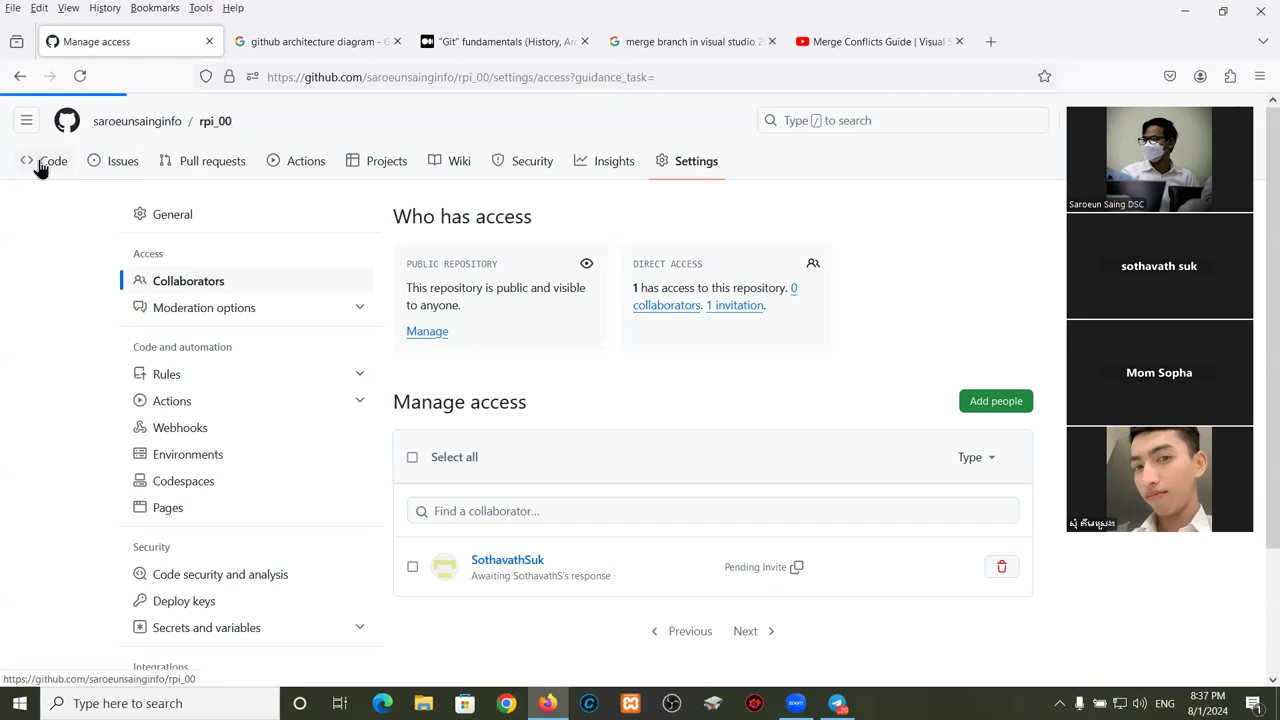 File Edit View History Bookmarks Tools Help
Manage access
github architecture diagram - G
"Git" fundamentals (History, Arc
merge branch in visual studio 20
Merge Conflicts Guide | Visual S
https://github.com/saroeunsainginfo/rpi_00/settings/access?guidance_task=
saroeunsainginfo / rpi_00
Type / to search
Code Issues Pull requests Actions Projects Wiki Security Insights Settings
General
Access
Collaborators
Moderation options
Code and automation
Rules
Actions
Webhooks
Environments
Codespaces
Pages
Security
Code security and analysis
Deploy keys
Secrets and variables
Integrations
Who has access
PUBLIC REPOSITORY
This repository is public and visible
to anyone.
Manage
DIRECT ACCESS
1 has access to this repository. 0
collaborators. 1 invitation.
Manage access
Add people
Select all
Type
Find a collaborator...
SothavathSuk
Awaiting SothavathS's response
Pending Invite
Previous Next
Saroeun Saing DSC
sothavath suk
Mom Sopha
https://github.com/saroeunsainginfo/rpi_00
Type here to search
zoom
20
ENG
8:37 PM
8/1/2024
1